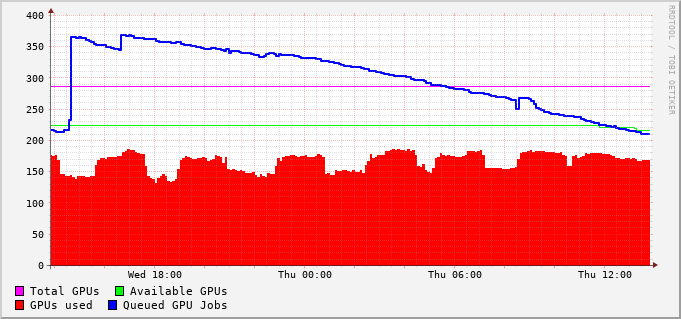 400
350
300
250
200
150
100
50
0
Wed 18:00 Thu 00:00 Thu 06:00 Thu 12:00
Total GPUs Available GPUs
GPUs used Queued GPU Jobs
RRDTOOL / TOBI OETIKER